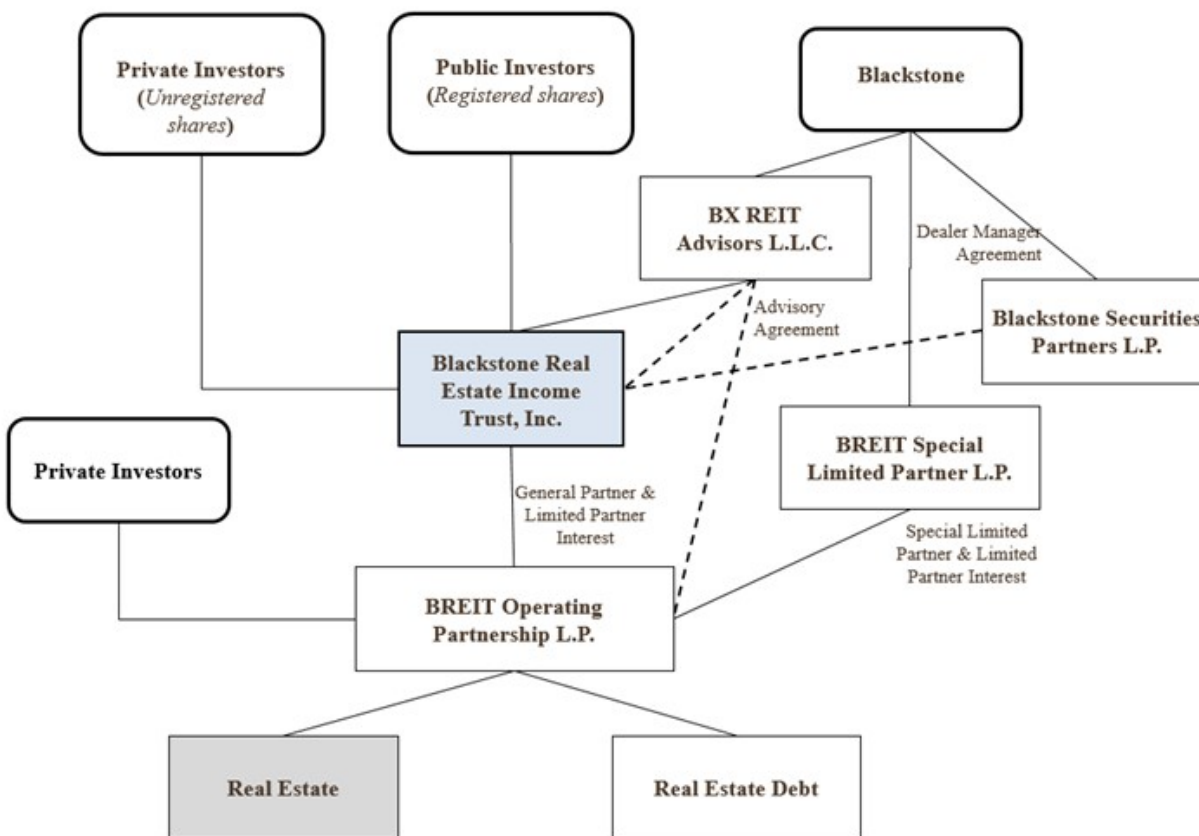 Private Investors
(Unregistered
shares)
Public Investors
(Registered shares)
Blackstone
BX REIT
Advisors L.L.C.
Dealer Manager
Agreement
Advisory
Agreement
Blackstone Securities
Partners L.P.
Blackstone Real
Estate Income
Trust, Inc.
BREIT Special
Limited Partner L.P.
Private Investors
General Partner &
Limited Partner
Interest
Special Limited
Partner & Limited
Partner Interest
BREIT Operating
Partnership L.P.
Real Estate
Real Estate Debt